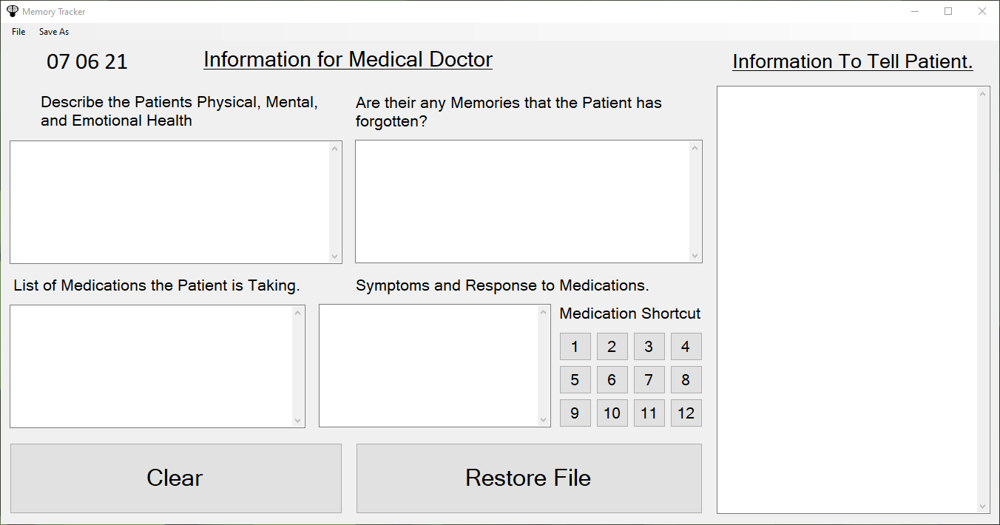 Memory Tracker
File Save As
07 06 21
Information for Medical Doctor
Information To Tell Patient.
Describe the Patients Physical, Mental,
and Emotional Health
Are their any Memories that the Patient has
forgotten?
List of Medications the Patient is Taking.
Symptoms and Response to Medications.
Medication Shortcut
1 2 3 4
5 6 7 8
9 10 11 12
Clear
Restore File